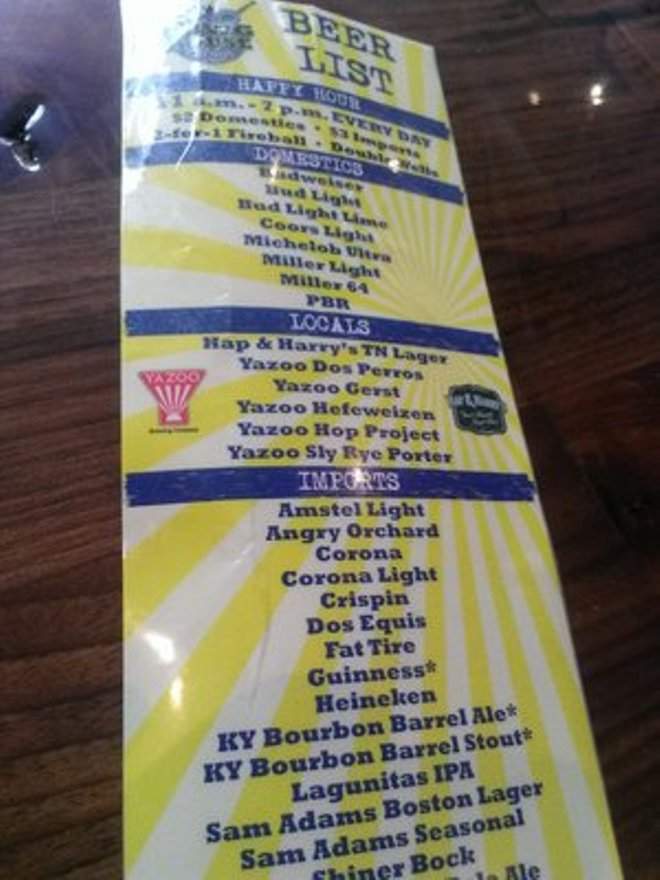 BEER
LIST
HAPPY HOUR
11 a.m. - 7 p.m. EVERY DAY
$2 Domestics • $3 Imports
2-for-1 Fireball • Double Wells
DOMESTICS
Budweiser
Bud Light
Bud Light Lime
Coors Light
Michelob Ultra
Miller Light
Miller 64
PBR
LOCALS
Hap & Harry's TN Lager
Yazoo Dos Perros
Yazoo Gerst
Yazoo Hefeweizen
Yazoo Hop Project
Yazoo Sly Rye Porter
YAZOO
IMPORTS
Amstel Light
Angry Orchard
Corona
Corona Light
Crispin
Dos Equis
Fat Tire
Guinness*
Heineken
KY Bourbon Barrel Ale*
KY Bourbon Barrel Stout*
Lagunitas IPA
Sam Adams Boston Lager
Sam Adams Seasonal
Shiner Bock
Pale Ale